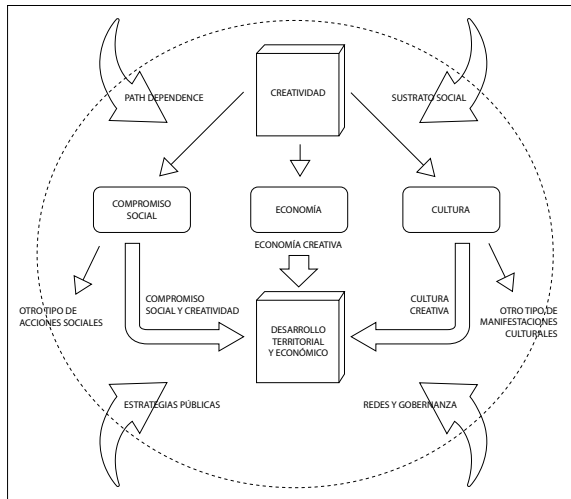 PATH DEPENDENCE
CREATIVIDAD
SUSTRATO SOCIAL
COMPROMISO
SOCIAL
ECONOMÍA
CULTURA
ECONOMÍA CREATIVA
OTRO TIPO DE
ACCIONES SOCIALES
COMPROMISO
SOCIAL Y CREATIVIDAD
DESARROLLO
TERRITORIAL
Y ECONÓMICO
CULTURA
CREATIVA
OTRO TIPO DE
MANIFESTACIONES
CULTURALES
ESTRATEGIAS PÚBLICAS
REDES Y GOBERNANZA